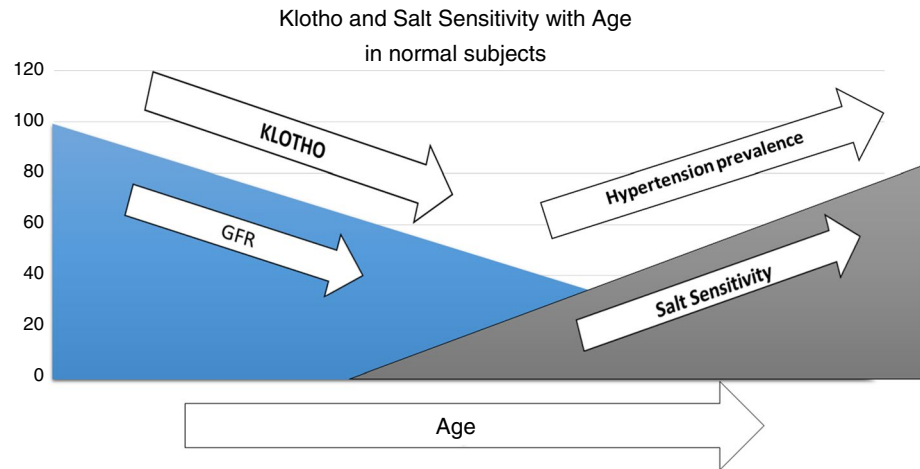 Klotho and Salt Sensitivity with Age
in normal subjects
120
100
80
60
40
20
0
KLOTHO
GFR
Hypertension prevalence
Salt Sensitivity
Age